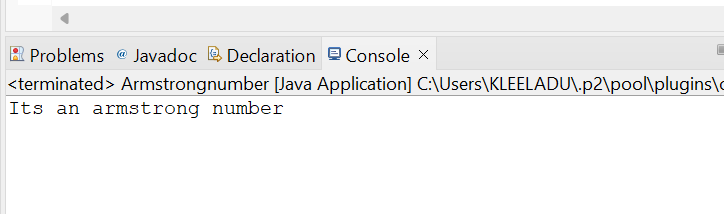 Problems @ Javadoc Declaration Console
<terminated> Armstrongnumber [Java Application] C:\Users\KLEELADU\.p2\pool\plugins\
Its an armstrong number